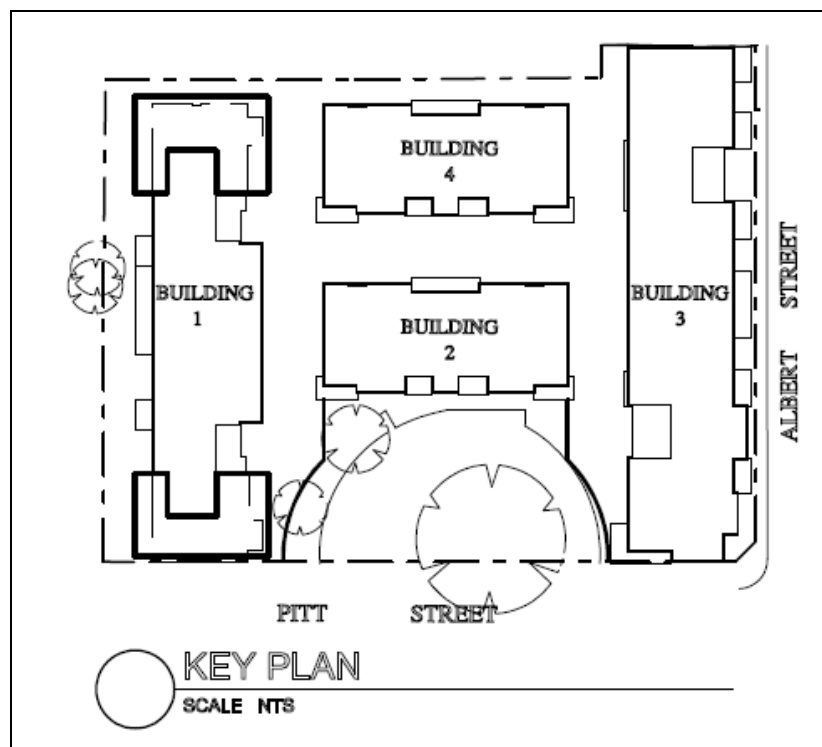 BUILDING
4
BUILDING
1
BUILDING
2
BUILDING
3
ALBERT STREET
PITT STREET
KEY PLAN
SCALE NTS